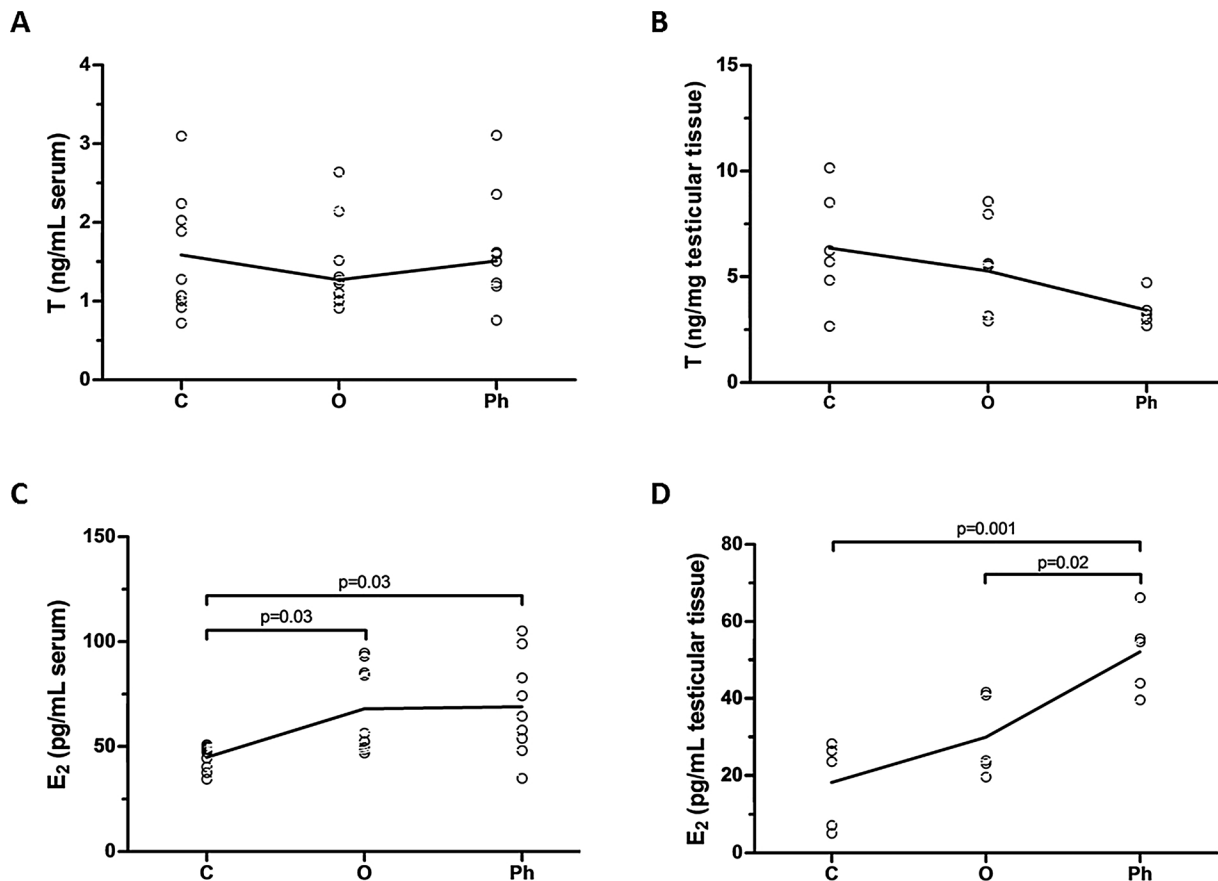 A
T (ng/mL serum)
4
3
2
1
0
C
O
Ph
B
T (ng/mg testicular tissue)
15
10
5
0
C
O
Ph
C
E₂ (pg/mL serum)
150
100
50
0
p=0.03
p=0.03
C
O
Ph
D
E₂ (pg/mL testicular tissue)
80
60
40
20
0
p=0.001
p=0.02
C
O
Ph